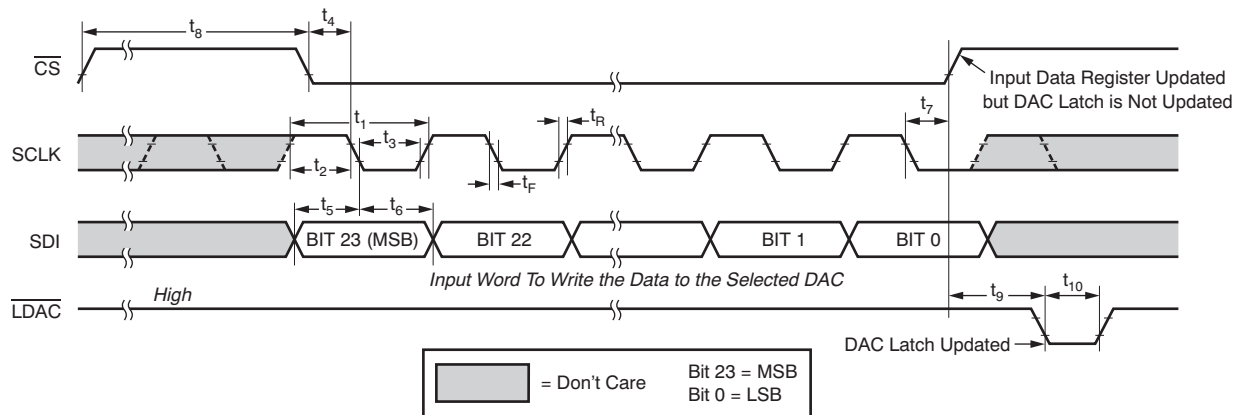 t8
t4
CS
Input Data Register Updated
but DAC Latch is Not Updated
t7
t1
tR
t3
SCLK
t2
tF
t5
t6
SDI
BIT 23 (MSB)
BIT 22
BIT 1
BIT 0
Input Word To Write the Data to the Selected DAC
High
t9
t10
LDAC
DAC Latch Updated
= Don't Care
Bit 23 = MSB
Bit 0 = LSB